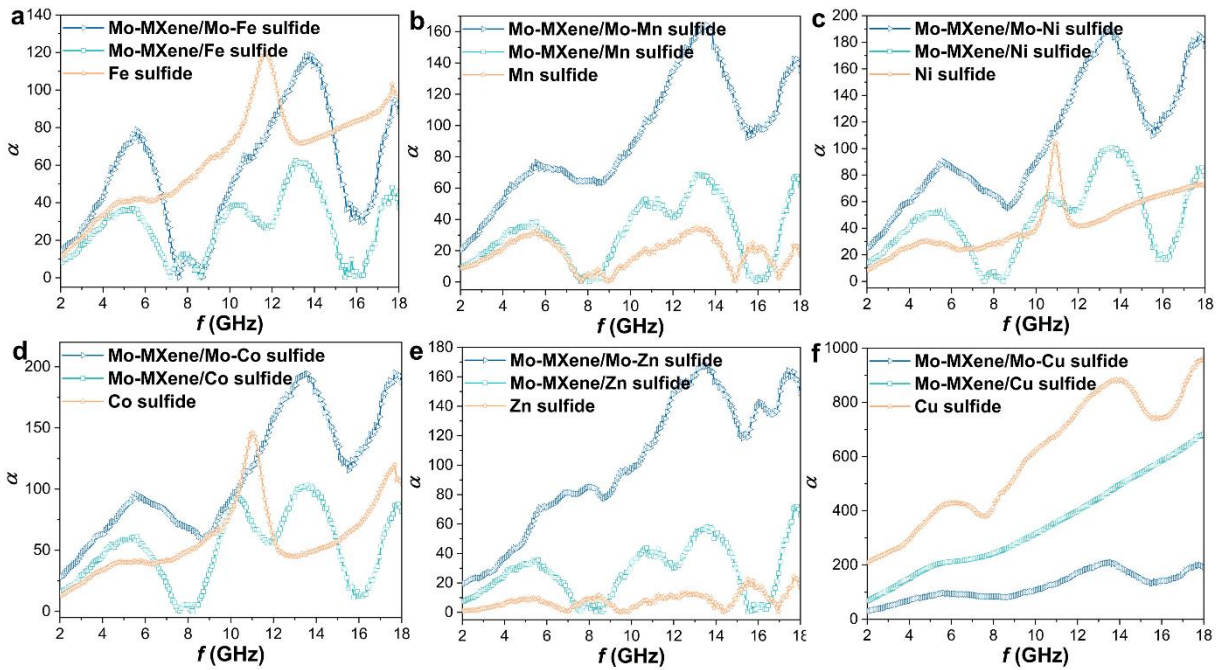 a
Mo-MXene/Mo-Fe sulfide
Mo-MXene/Fe sulfide
Fe sulfide
140
120
100
80
60
40
20
0
α
2 4 6 8 10 12 14 16 18
f (GHz)
b
Mo-MXene/Mo-Mn sulfide
Mo-MXene/Mn sulfide
Mn sulfide
160
140
120
100
80
60
40
20
0
α
2 4 6 8 10 12 14 16 18
f (GHz)
c
Mo-MXene/Mo-Ni sulfide
Mo-MXene/Ni sulfide
Ni sulfide
200
180
160
140
120
100
80
60
40
20
0
α
2 4 6 8 10 12 14 16 18
f (GHz)
d
Mo-MXene/Mo-Co sulfide
Mo-MXene/Co sulfide
Co sulfide
200
150
100
50
0
α
2 4 6 8 10 12 14 16 18
f (GHz)
e
Mo-MXene/Mo-Zn sulfide
Mo-MXene/Zn sulfide
Zn sulfide
180
160
140
120
100
80
60
40
20
0
α
2 4 6 8 10 12 14 16 18
f (GHz)
f
Mo-MXene/Mo-Cu sulfide
Mo-MXene/Cu sulfide
Cu sulfide
1000
800
600
400
200
0
α
2 4 6 8 10 12 14 16 18
f (GHz)